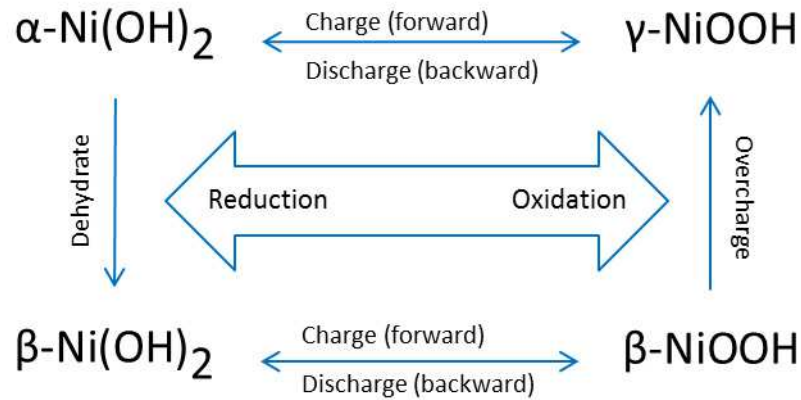 α-Ni(OH)2
Charge (forward)
Discharge (backward)
γ-NiOOH
Dehydrate
Reduction
Oxidation
Overcharge
β-Ni(OH)2
Charge (forward)
Discharge (backward)
β-NiOOH